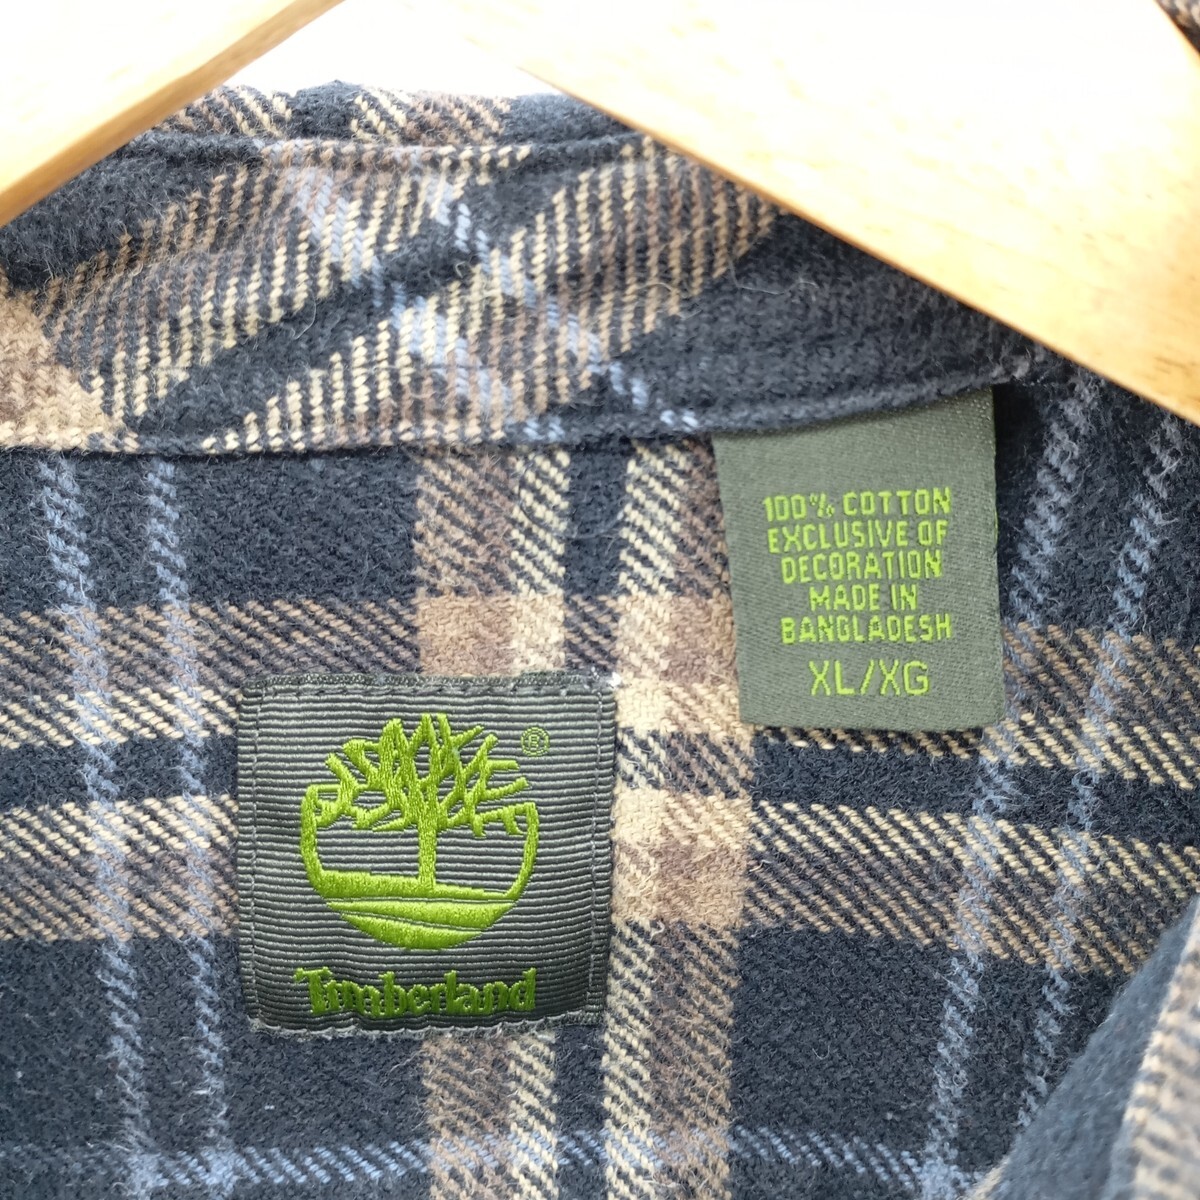 100% COTTON
EXCLUSIVE OF
DECORATION
MADE IN
BANGLADESH
XL/XG
®
Timberland